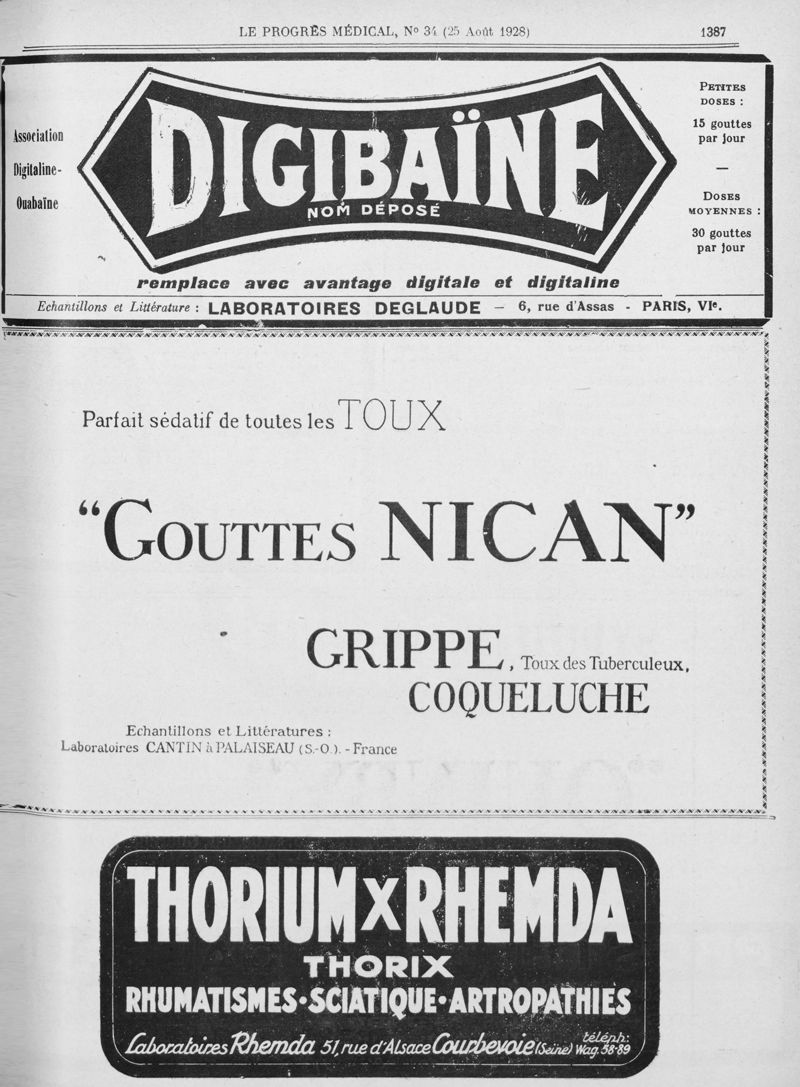 LE PROGRÈS MÉDICAL, No 34 (25 Août 1928) 1387
Association
Digitaline-
Ouabaïne
DIGIBAÏNE
NOM DÉPOSÉ
PETITES
DOSES :
15 gouttes
par jour
—
DOSES
MOYENNES :
30 gouttes
par jour
remplace avec avantage digitale et digitaline
Echantillons et Littérature : LABORATOIRES DEGLAUDE — 6, rue d'Assas - PARIS, VIe.
Parfait sédatif de toutes les TOUX
“GOUTTES NICAN”
GRIPPE, Toux des Tuberculeux,
COQUELUCHE
Echantillons et Littératures :
Laboratoires CANTIN à PALAISEAU (S.-O.). - France
THORIUM X RHEMDA
THORIX
RHUMATISMES·SCIATIQUE·ARTROPATHIES
Laboratoires Rhemda 51, rue d'Alsace Courbevoie (Seine) téléph: Wag. 58-89